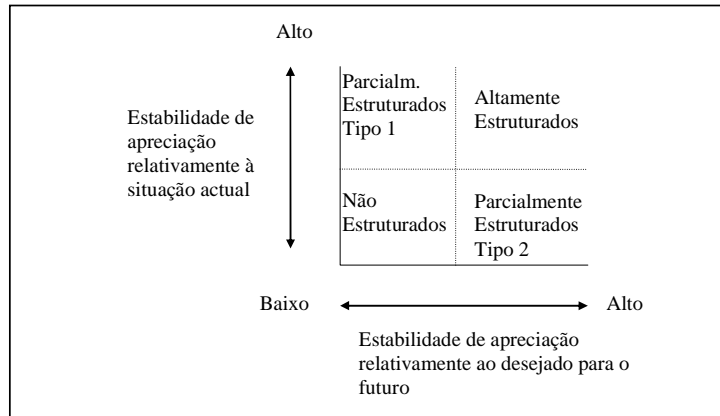 Alto
Estabilidade de
apreciação
relativamente à
situação actual
Parcialm.
Estruturados
Tipo 1
Altamente
Estruturados
Não
Estruturados
Parcialmente
Estruturados
Tipo 2
Baixo
Alto
Estabilidade de apreciação
relativamente ao desejado para o
futuro